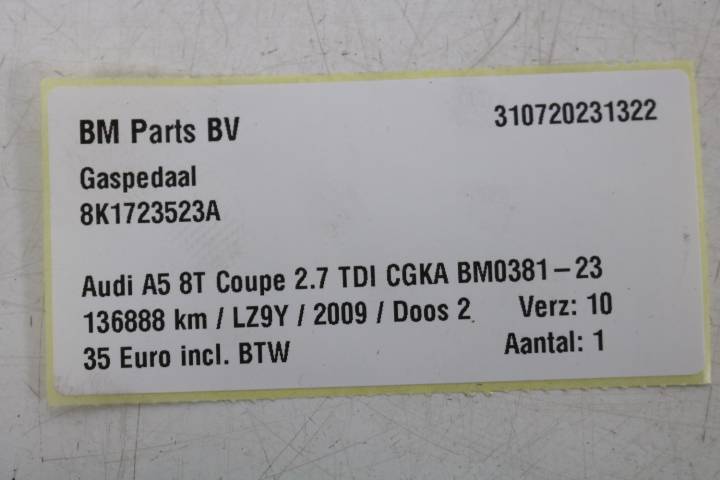 BM Parts BV 310720231322
Gaspedaal
8K1723523A
Audi A5 8T Coupe 2.7 TDI CGKA BM0381-23
136888 km / LZ9Y / 2009 / Doos 2 Verz: 10
35 Euro incl. BTW Aantal: 1